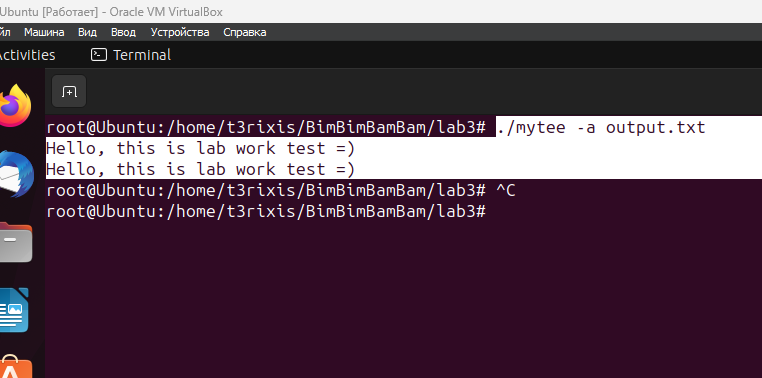 Ubuntu [Работает] - Oracle VM VirtualBox
йл Машина Вид Ввод Устройства Справка
ctivities Terminal
root@Ubuntu:/home/t3rixis/BimBimBamBam/lab3# ./mytee -a output.txt
Hello, this is lab work test =)
Hello, this is lab work test =)
root@Ubuntu:/home/t3rixis/BimBimBamBam/lab3# ^C
root@Ubuntu:/home/t3rixis/BimBimBamBam/lab3#